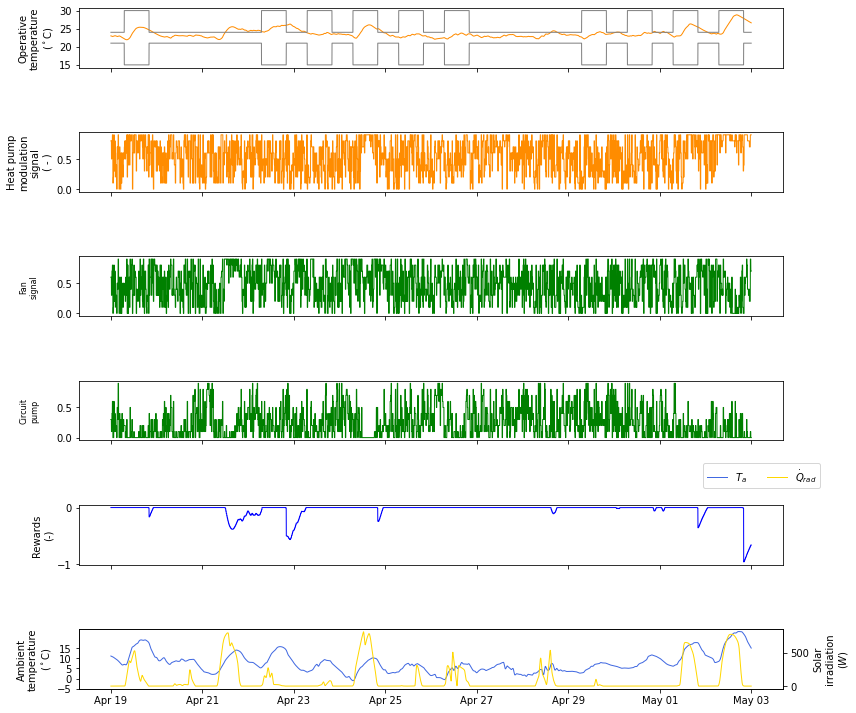 Operative
temperature
(°C)
30
25
20
15
Heat pump
modulation
signal
( - )
0.5
0.0
Fan
signal
0.5
0.0
Circuit
pump
0.5
0.0
T_a
Q̇_rad
Rewards
(-)
0
−1
Ambient
temperature
(°C)
15
10
5
0
−5
500
0
Solar
irradiation
(W)
Apr 19
Apr 21
Apr 23
Apr 25
Apr 27
Apr 29
May 01
May 03